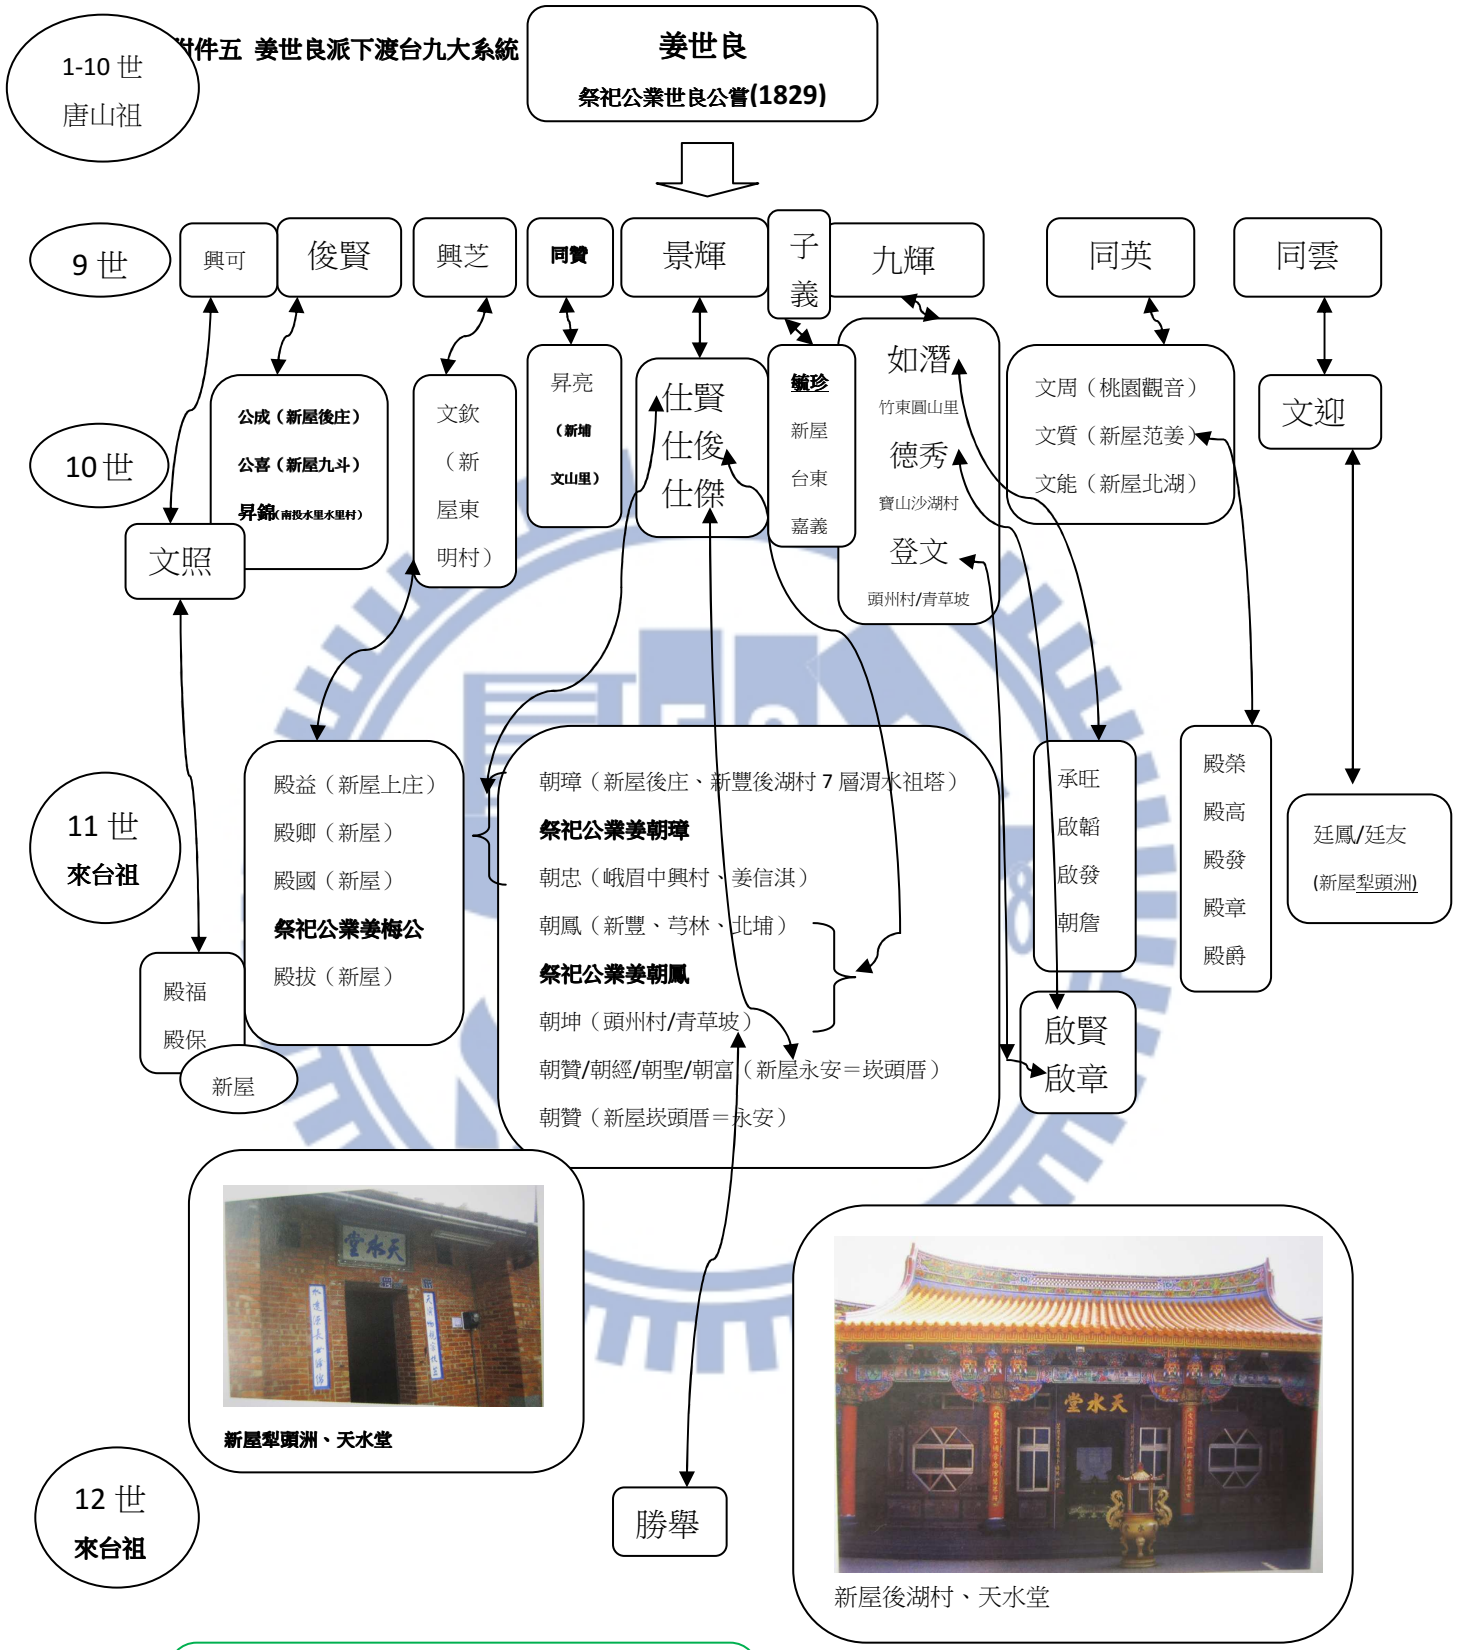 1-10 世
唐山祖
附件五 姜世良派下渡台九大系統
姜世良
祭祀公業世良公嘗(1829)
9 世
興可
俊賢
興芝
同贊
景輝
子
義
九輝
同英
同雲
10 世
文照
公成（新屋後庄）
公喜（新屋九斗）
昇錦(南投水里水里村)
文欽
（新
屋東
明村）
昇亮
（新埔
文山里）
仕賢
仕俊
仕傑
毓珍
新屋
台東
嘉義
如潛
竹東圓山里
德秀
寶山沙湖村
登文
頭州村/青草坡
文周（桃園觀音）
文質（新屋范姜）
文能（新屋北湖）
文迎
11 世
來台祖
殿福
殿保
新屋
殿益（新屋上庄）
殿卿（新屋）
殿國（新屋）
祭祀公業姜梅公
殿拔（新屋）
朝璋（新屋後庄、新豐後湖村 7 層渭水祖塔）
祭祀公業姜朝璋
朝忠（峨眉中興村、姜信淇）
朝鳳（新豐、芎林、北埔）
祭祀公業姜朝鳳
朝坤（頭州村/青草坡）
朝贊/朝經/朝聖/朝富（新屋永安＝崁頭厝）
朝贊（新屋崁頭厝＝永安）
承旺
啟韜
啟發
朝詹
啟賢
啟章
殿榮
殿高
殿發
殿章
殿爵
廷鳳/廷友
(新屋犁頭洲)
天水堂
新屋犁頭洲、天水堂
天水堂
新屋後湖村、天水堂
12 世
來台祖
勝舉